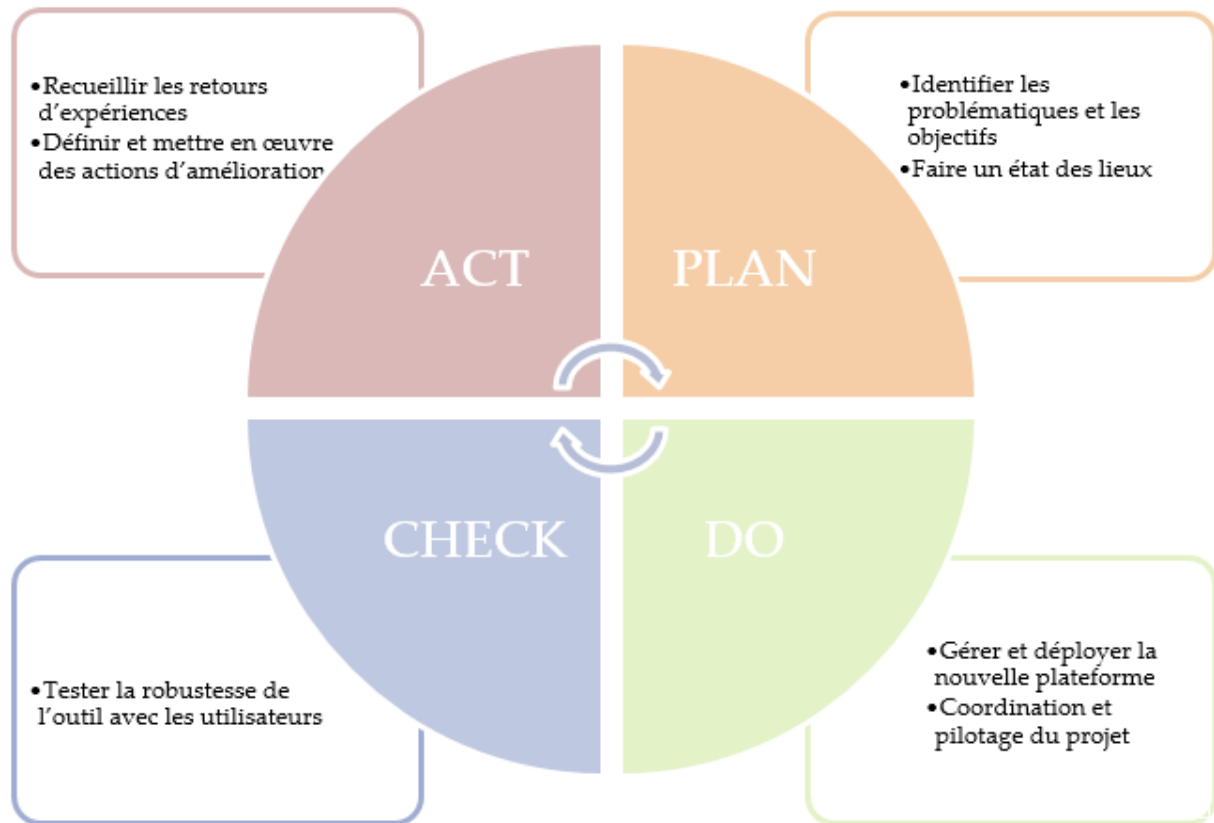 •Recueillir les retours
d'expériences
•Définir et mettre en œuvre
des actions d'amélioration
ACT
•Identifier les
problématiques et les
objectifs
•Faire un état des lieux
PLAN
CHECK
•Tester la robustesse de
l'outil avec les utilisateurs
DO
•Gérer et déployer la
nouvelle plateforme
•Coordination et
pilotage du projet